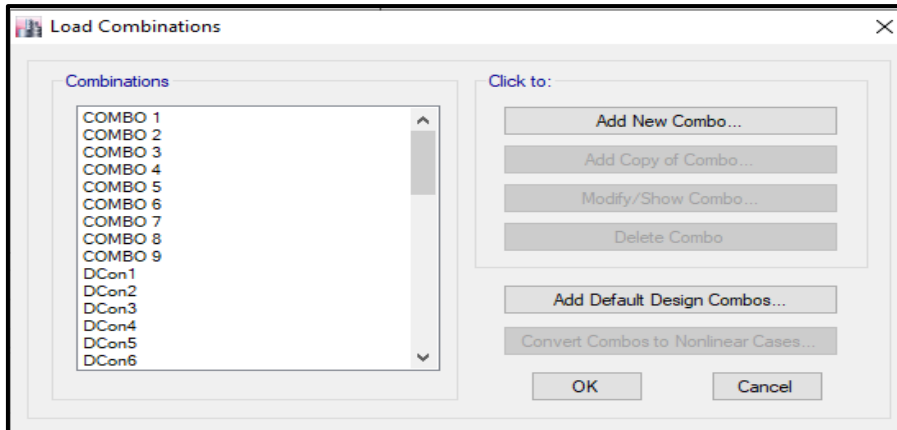 Load Combinations
Combinations
COMBO 1
COMBO 2
COMBO 3
COMBO 4
COMBO 5
COMBO 6
COMBO 7
COMBO 8
COMBO 9
DCon1
DCon2
DCon3
DCon4
DCon5
DCon6
Click to:
Add New Combo...
Add Copy of Combo...
Modify/Show Combo...
Delete Combo
Add Default Design Combos...
Convert Combos to Nonlinear Cases...
OK
Cancel